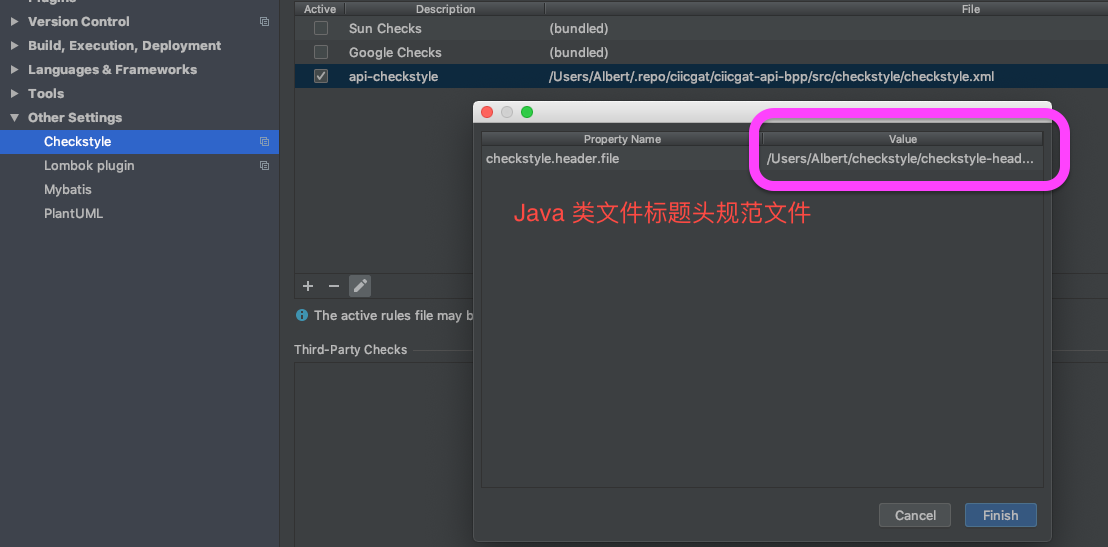 Version Control
Build, Execution, Deployment
Languages & Frameworks
Tools
Other Settings
Checkstyle
Lombok plugin
Mybatis
PlantUML
Active Description File
Sun Checks (bundled)
Google Checks (bundled)
api-checkstyle /Users/Albert/.repo/ciicgat/ciicgat-api-bpp/src/checkstyle/checkstyle.xml
Property Name Value
checkstyle.header.file /Users/Albert/checkstyle/checkstyle-head...
Java 类文件标题头规范文件
The active rules file may b
Third-Party Checks
Cancel Finish